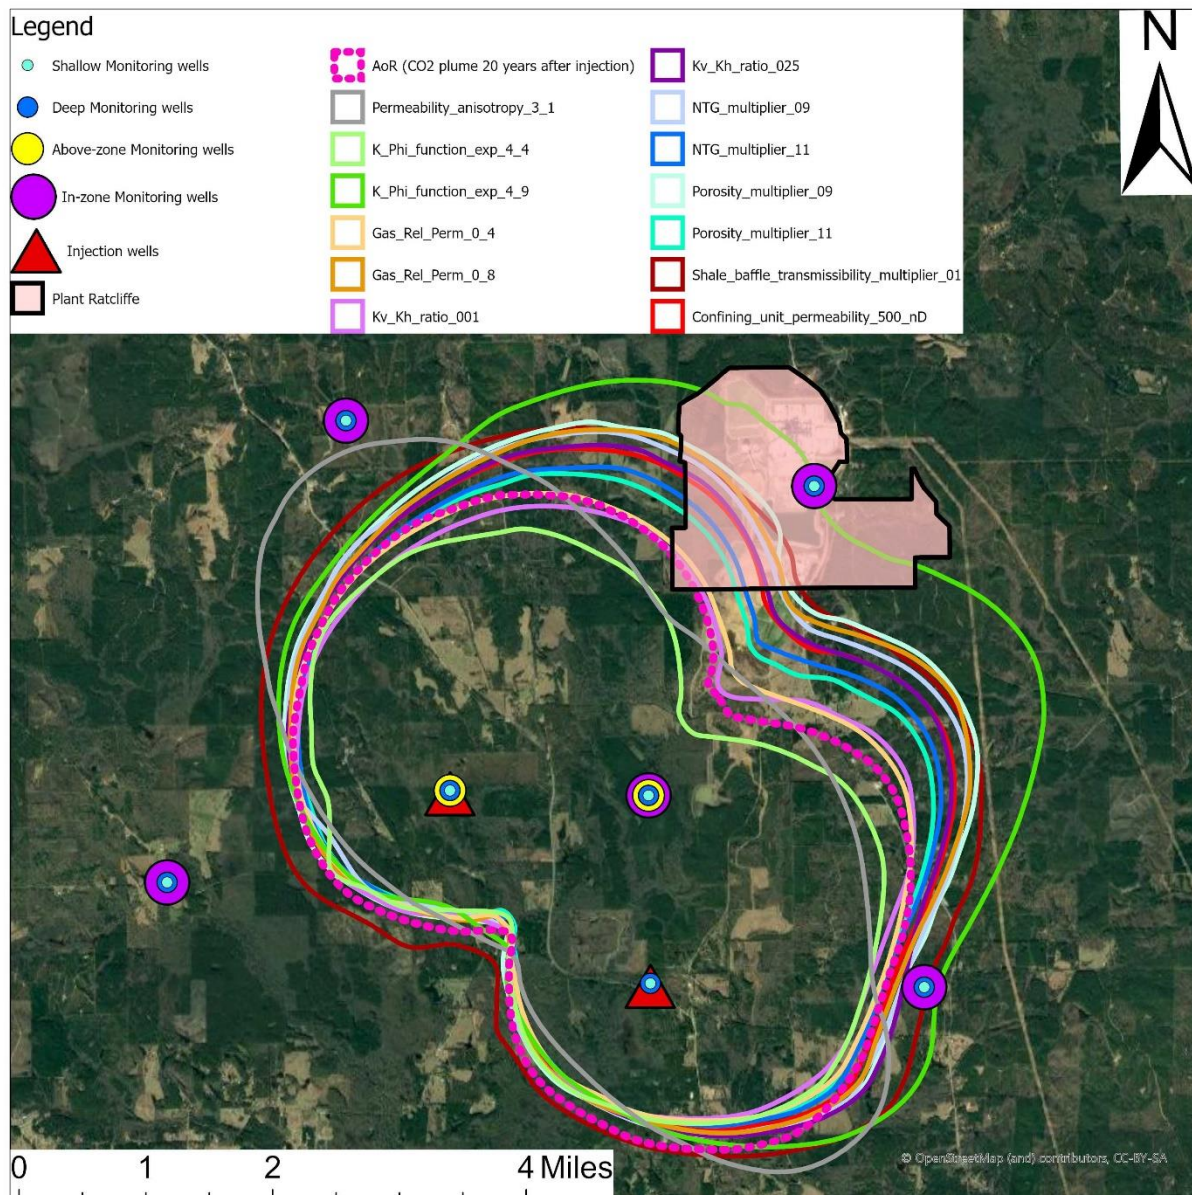 Legend
Shallow Monitoring wells
Deep Monitoring wells
Above-zone Monitoring wells
In-zone Monitoring wells
Injection wells
Plant Ratcliffe
AoR (CO2 plume 20 years after injection)
Permeability_anisotropy_3_1
K_Phi_function_exp_4_4
K_Phi_function_exp_4_9
Gas_Rel_Perm_0_4
Gas_Rel_Perm_0_8
Kv_Kh_ratio_001
Kv_Kh_ratio_025
NTG_multiplier_09
NTG_multiplier_11
Porosity_multiplier_09
Porosity_multiplier_11
Shale_baffle_transmissibility_multiplier_01
Confining_unit_permeability_500_nD
N
© OpenStreetMap (and) contributors, CC-BY-SA
0 1 2 4 Miles